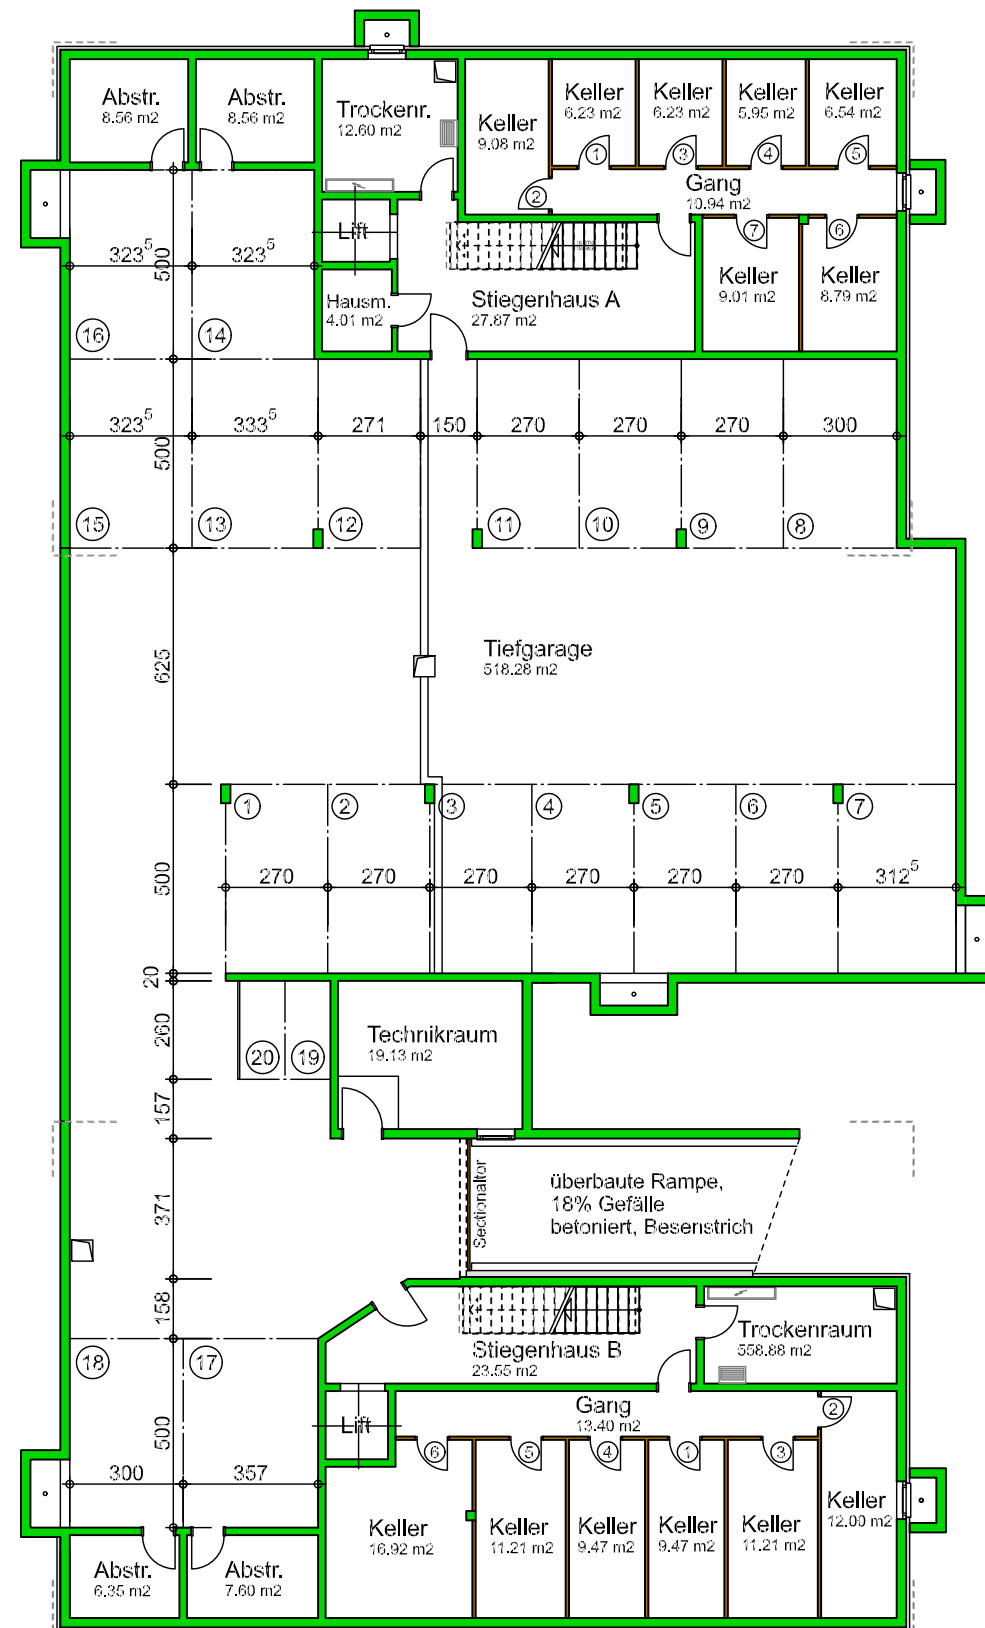 Abstr.
8.56 m2
Abstr.
8.56 m2
Trockenr.
12.60 m2
Keller
9.08 m2
Keller
6.23 m2
Keller
6.23 m2
Keller
5.95 m2
Keller
6.54 m2
1
3
4
5
2
Gang
10.94 m2
7
6
Lift
Keller
9.01 m2
Keller
8.79 m2
323⁵
323⁵
500
Hausm.
4.01 m2
Stiegenhaus A
27.87 m2
16
14
323⁵
333⁵
271
150
270
270
270
300
500
15
13
12
11
10
9
8
625
Tiefgarage
518.28 m2
1
2
3
4
5
6
7
500
270
270
270
270
270
270
312⁵
20
260
20
19
Technikraum
19.13 m2
157
371
Sectionaltor
überbaute Rampe,
18% Gefälle
betoniert, Besenstrich
158
Stiegenhaus B
23.55 m2
Trockenraum
558.88 m2
18
17
Lift
Gang
13.40 m2
2
6
5
4
1
3
500
300
357
Keller
16.92 m2
Keller
11.21 m2
Keller
9.47 m2
Keller
9.47 m2
Keller
11.21 m2
Keller
12.00 m2
Abstr.
6.35 m2
Abstr.
7.60 m2